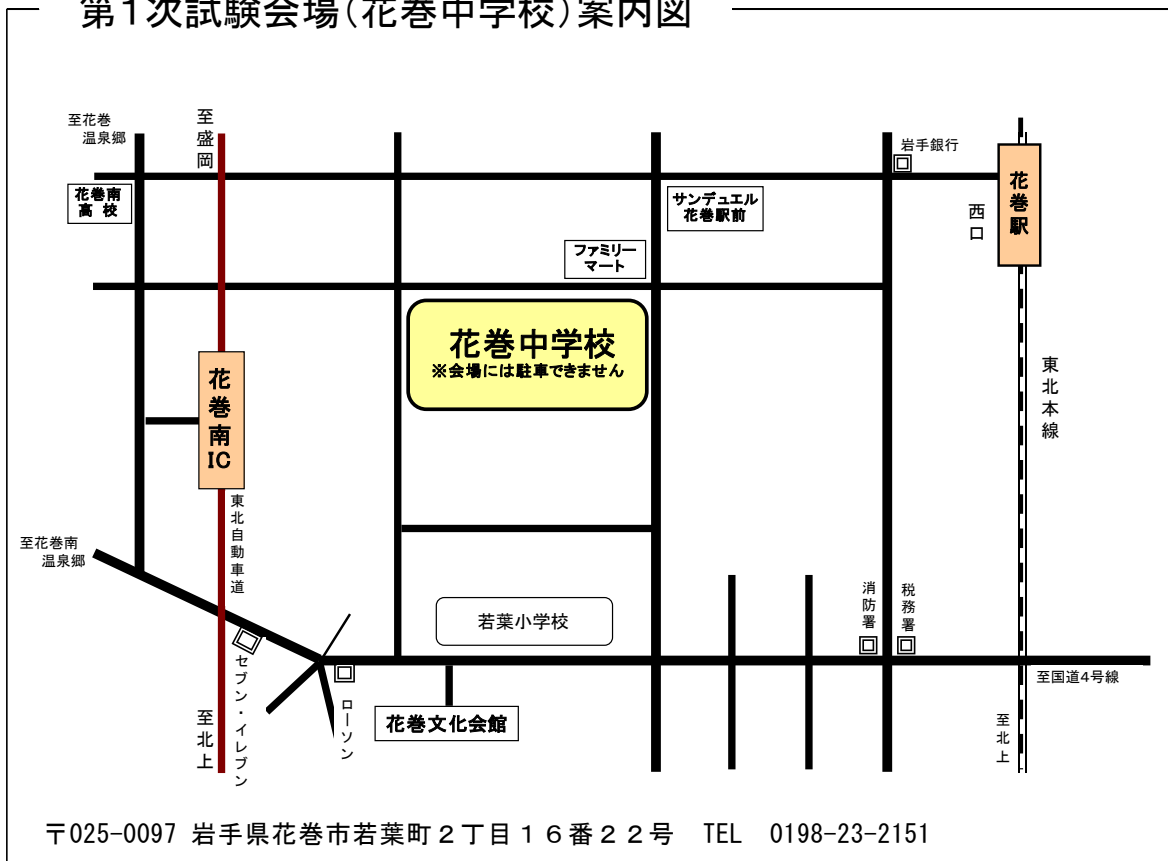 第1次試験会場(花巻中学校)案内図
至花巻
温泉郷
至盛岡
岩手銀行
花巻南
高 校
サンデュエル
花巻駅前
花巻駅
西口
ファミリー
マート
花巻中学校
※会場には駐車できません
花巻南IC
東北本線
東北自動車道
至花巻南
温泉郷
若葉小学校
消防署
税務署
セブン・イレブン
ローソン
花巻文化会館
至国道4号線
至北上
至北上
〒025-0097 岩手県花巻市若葉町2丁目16番22号 TEL 0198-23-2151